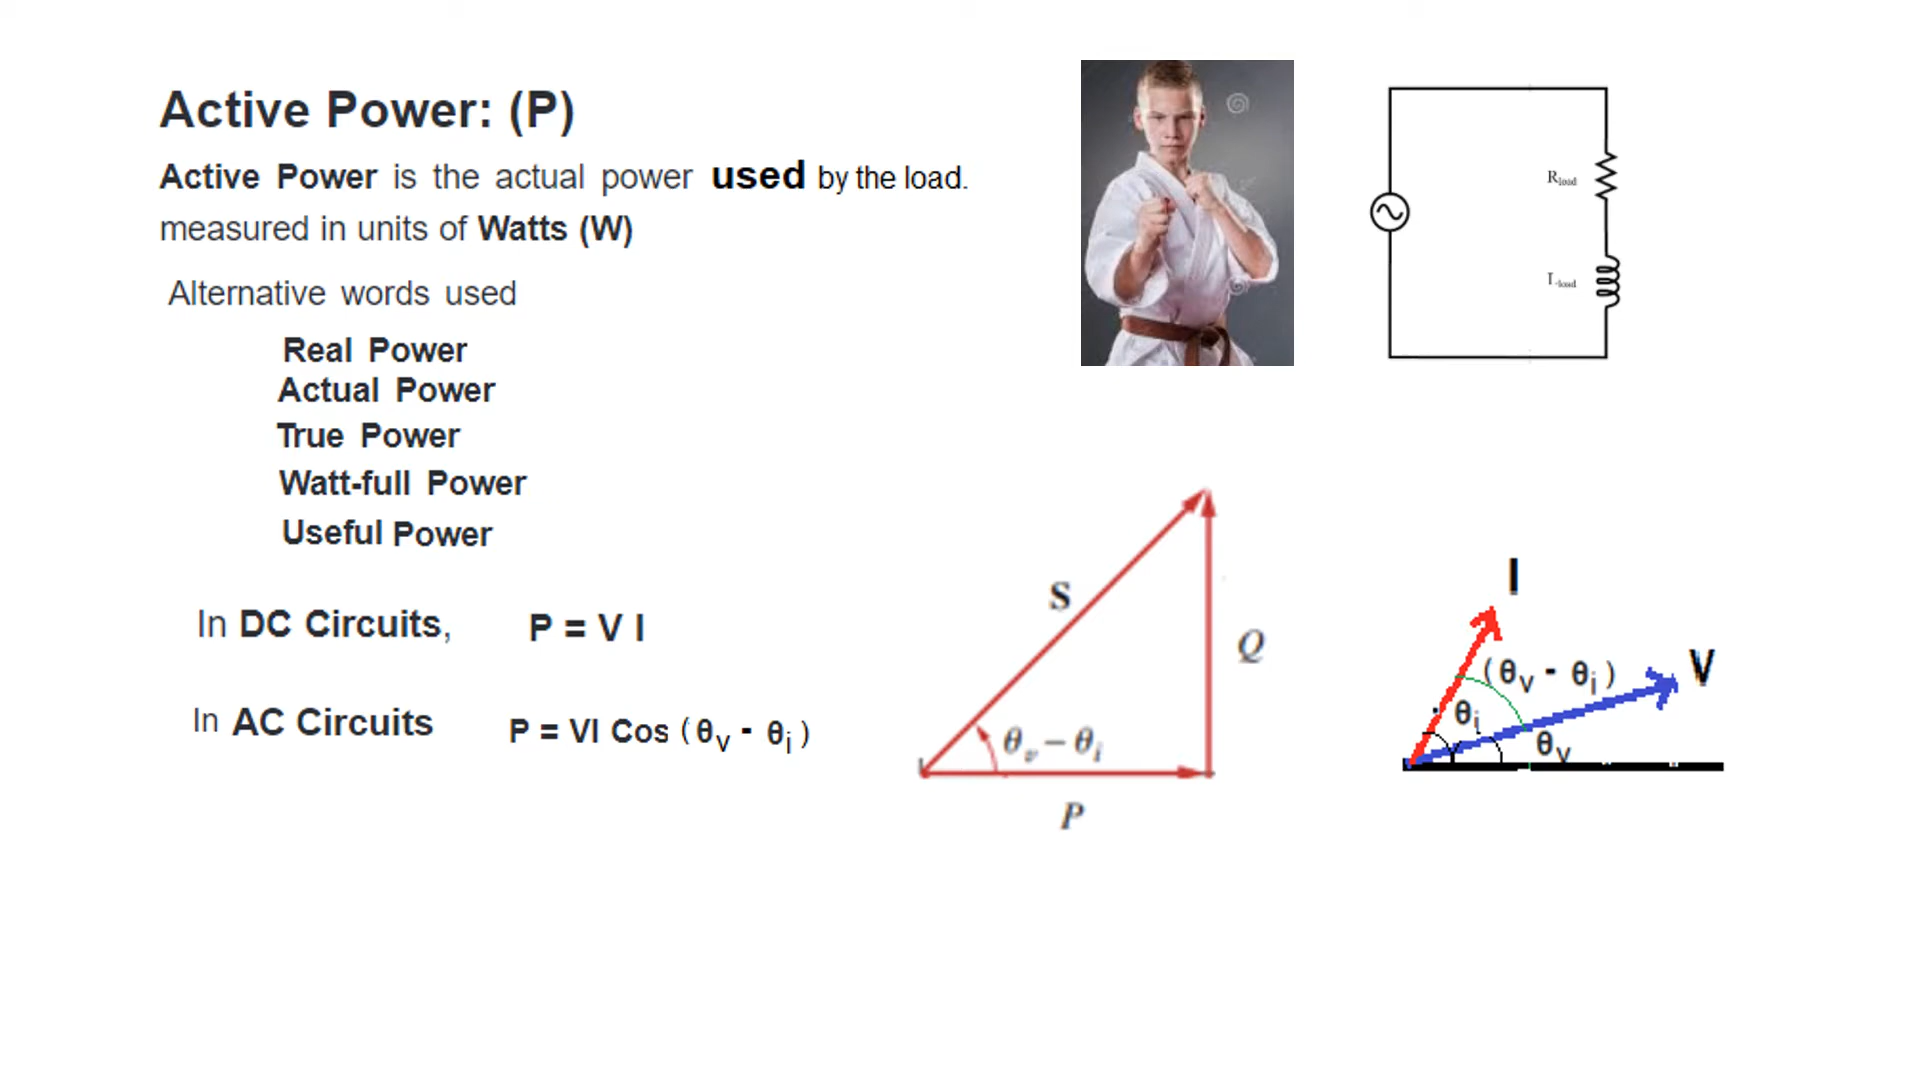 Active Power: (P)
Active Power is the actual power used by the load.
measured in units of Watts (W)
Alternative words used
Real Power
Actual Power
True Power
Watt-full Power
Useful Power
In DC Circuits, P = V I
In AC Circuits P = VI Cos (θv - θi)
Rload
I-load
S
Q
θv – θi
P
I
V
(θv - θi)
θi
θv